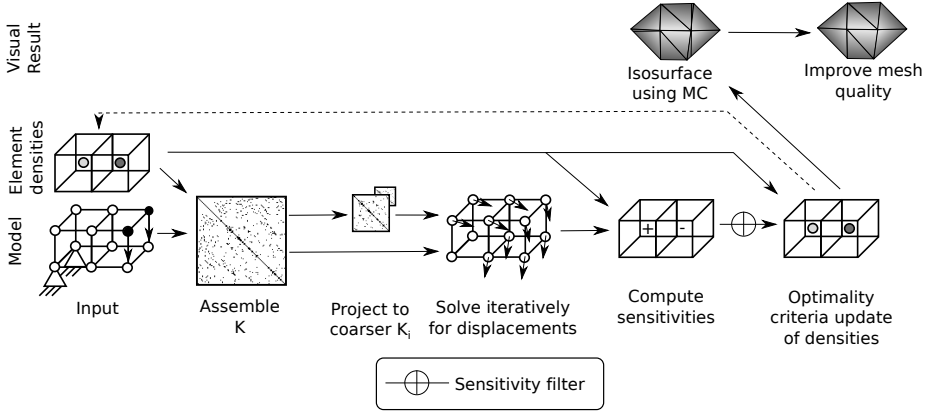 Visual
Result
Isosurface
using MC
Improve mesh
quality
Element
densities
Model
+ -
Input
Assemble
K
Project to
coarser Ki
Solve iteratively
for displacements
Compute
sensitivities
Optimality
criteria update
of densities
Sensitivity filter